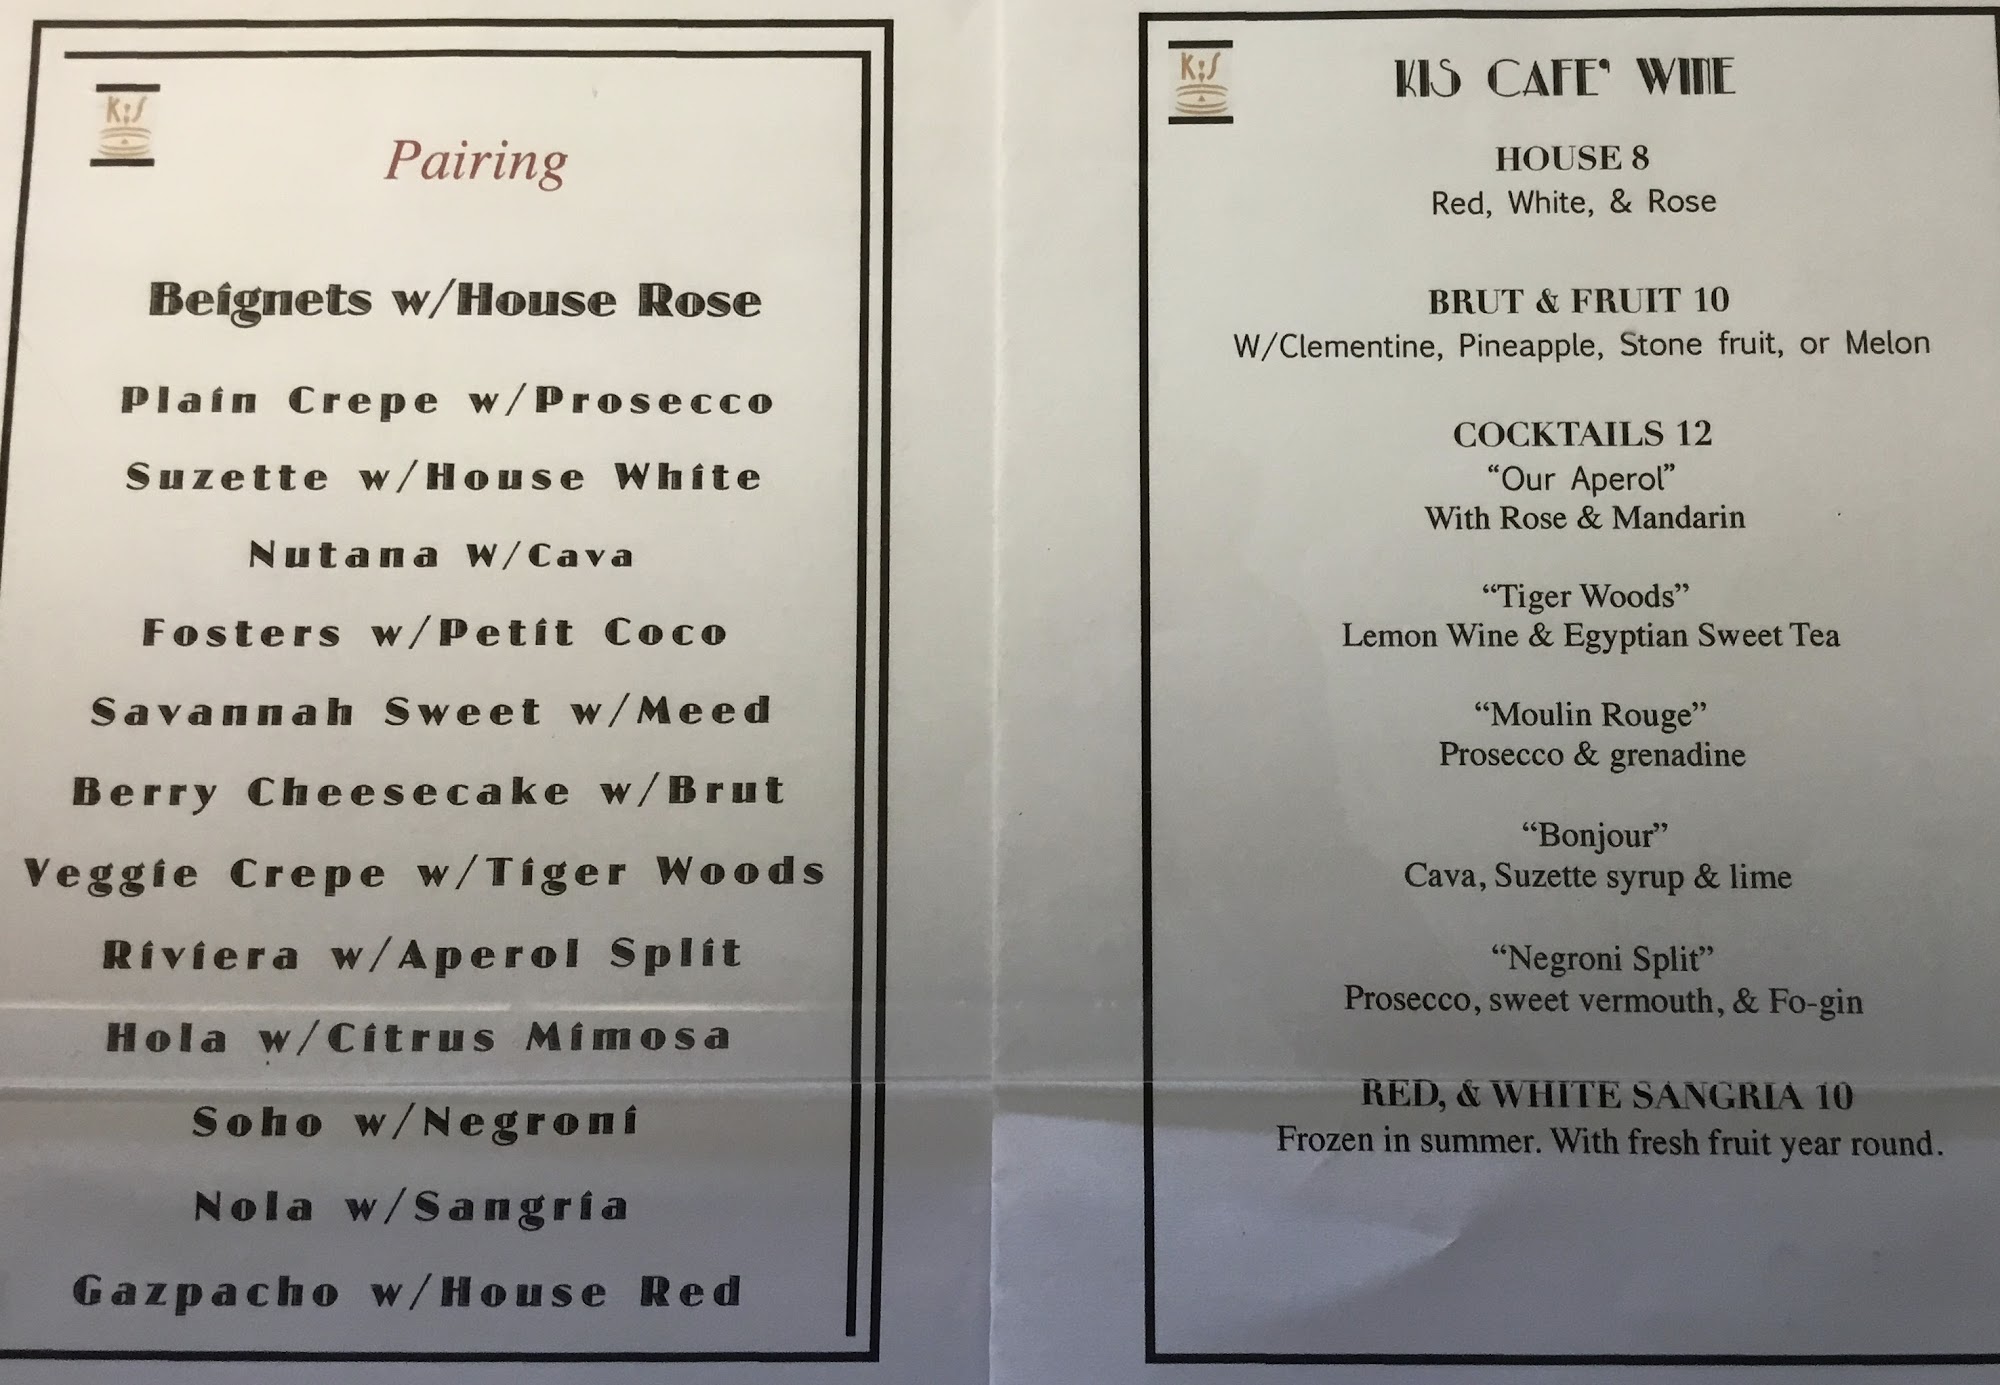 KIS
Pairing
Beignets w/House Rose
Plain Crepe w/Prosecco
Suzette w/House White
Nutana W/Cava
Fosters w/Petit Coco
Savannah Sweet w/Meed
Berry Cheesecake w/Brut
Veggie Crepe w/Tiger Woods
Riviera w/Aperol Split
Hola w/Citrus Mimosa
Soho w/Negroni
Nola w/Sangria
Gazpacho w/House Red
KIS
KIS CAFE' WINE
HOUSE 8
Red, White, & Rose
BRUT & FRUIT 10
W/Clementine, Pineapple, Stone fruit, or Melon
COCKTAILS 12
“Our Aperol”
With Rose & Mandarin
“Tiger Woods”
Lemon Wine & Egyptian Sweet Tea
“Moulin Rouge”
Prosecco & grenadine
“Bonjour”
Cava, Suzette syrup & lime
“Negroni Split”
Prosecco, sweet vermouth, & Fo-gin
RED, & WHITE SANGRIA 10
Frozen in summer. With fresh fruit year round.